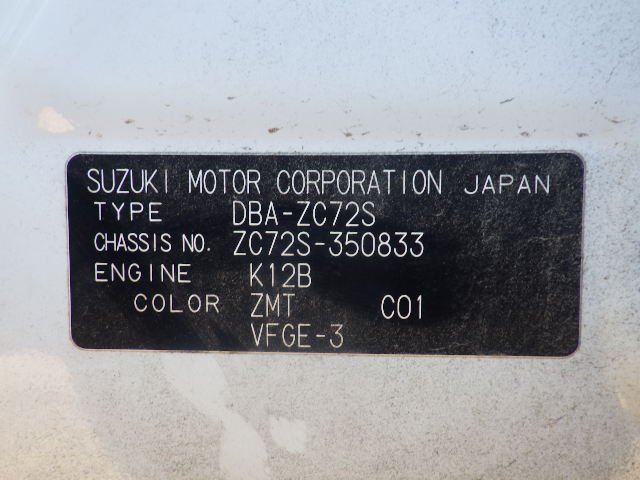 SUZUKI MOTOR CORPORATION JAPAN
TYPE DBA-ZC72S
CHASSIS NO. ZC72S-350833
ENGINE K12B
COLOR ZMT C01
VFGE-3